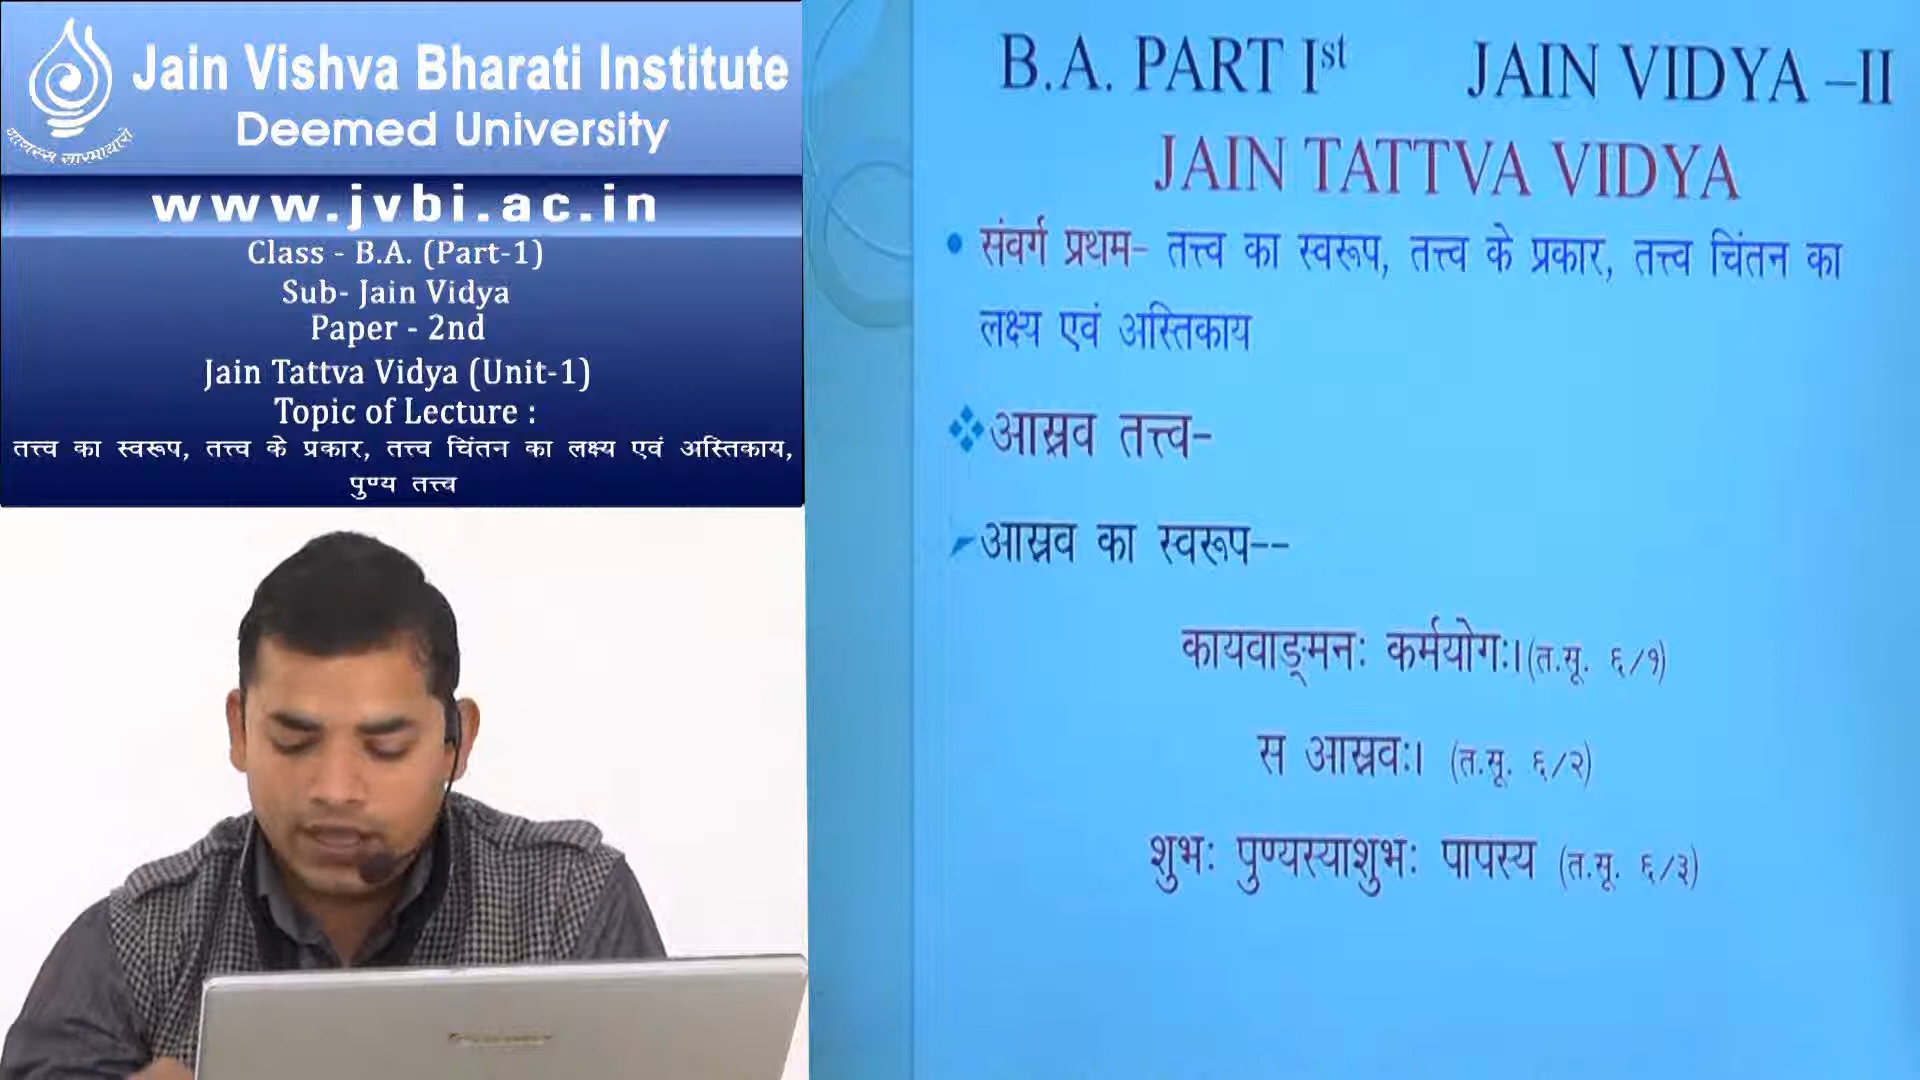 Jain Vishva Bharati Institute
Deemed University
www.jvbi.ac.in
Class - B.A. (Part-1)
Sub- Jain Vidya
Paper - 2nd
Jain Tattva Vidya (Unit-1)
Topic of Lecture :
तत्त्व का स्वरूप, तत्त्व के प्रकार, तत्त्व चिंतन का लक्ष्य एवं अस्तिकाय,
पुण्य तत्त्व
B.A. PART Ist JAIN VIDYA –II
JAIN TATTVA VIDYA
• संवर्ग प्रथम- तत्त्व का स्वरूप, तत्त्व के प्रकार, तत्त्व चिंतन का
लक्ष्य एवं अस्तिकाय
❖आस्रव तत्त्व-
➢आस्रव का स्वरूप--
कायवाङ्मनः कर्मयोगः।(त.सू. ६/१)
स आस्रवः। (त.सू. ६/२)
शुभः पुण्यस्याशुभः पापस्य (त.सू. ६/३)